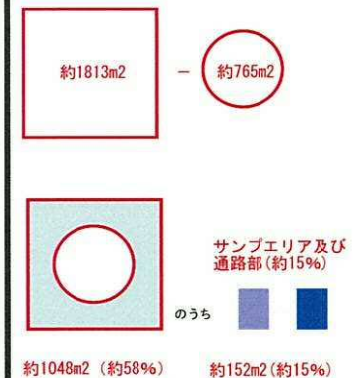 約1813m2
－
約765m2
サンプエリア及び
通路部(約15%)
のうち
約1048m2 (約58%)
約152m2(約15%)